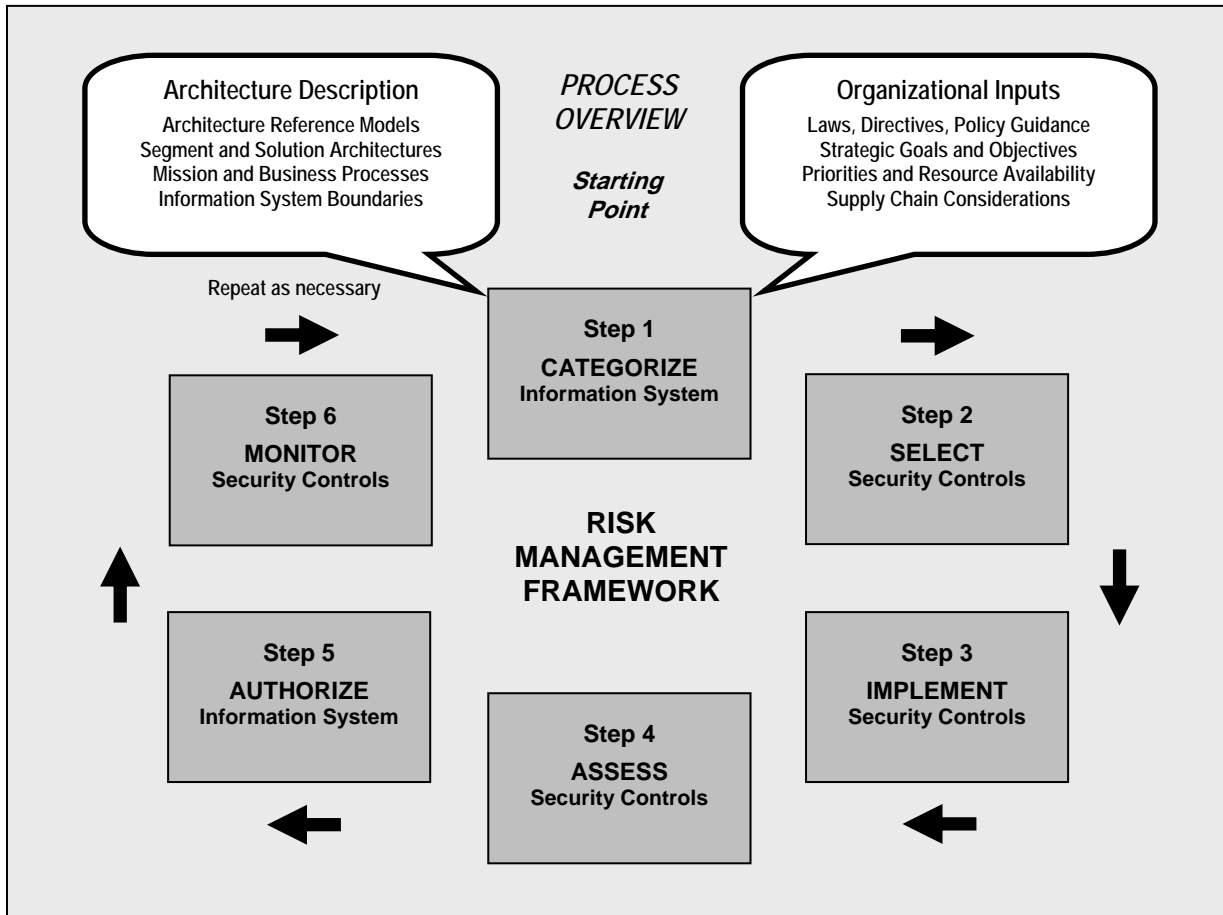 Architecture Description
Architecture Reference Models
Segment and Solution Architectures
Mission and Business Processes
Information System Boundaries
PROCESS
OVERVIEW
Starting
Point
Organizational Inputs
Laws, Directives, Policy Guidance
Strategic Goals and Objectives
Priorities and Resource Availability
Supply Chain Considerations
Repeat as necessary
Step 1
CATEGORIZE
Information System
Step 2
SELECT
Security Controls
Step 3
IMPLEMENT
Security Controls
Step 4
ASSESS
Security Controls
Step 5
AUTHORIZE
Information System
Step 6
MONITOR
Security Controls
RISK
MANAGEMENT
FRAMEWORK